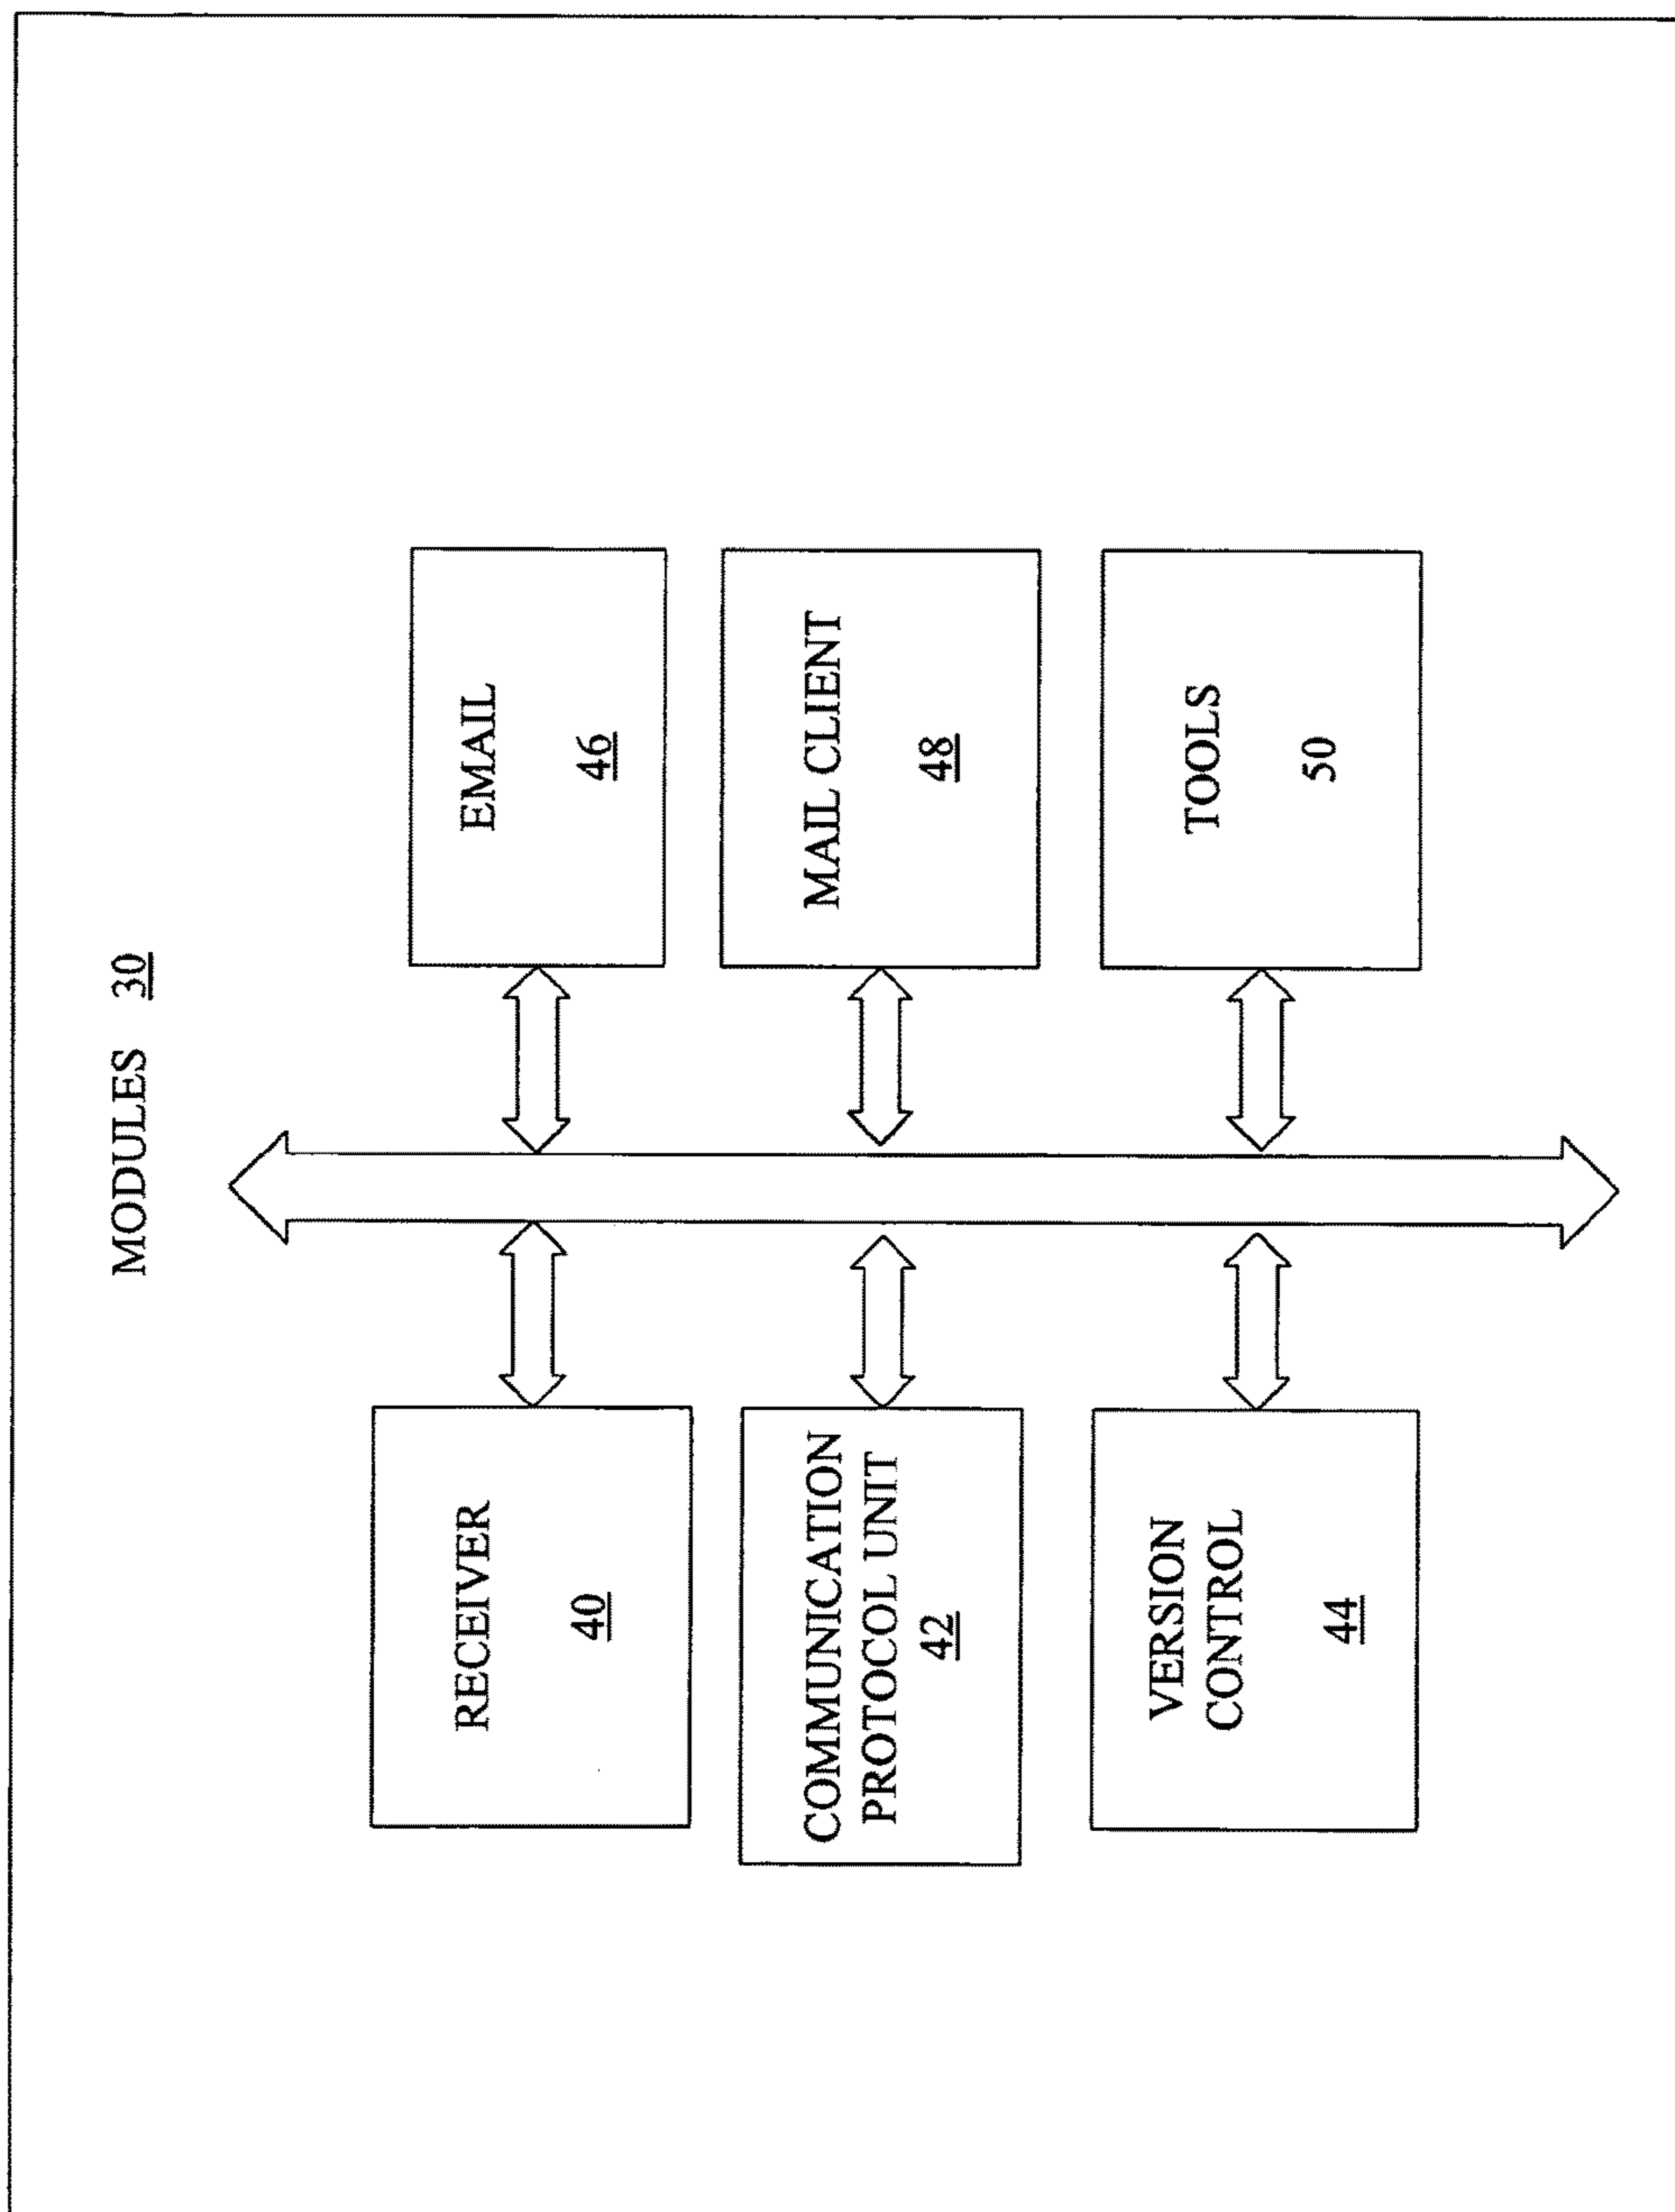 MODULES 30
RECEIVER
40
COMMUNICATION
PROTOCOL UNIT
42
VERSION
CONTROL
44
EMAIL
46
MAIL CLIENT
48
TOOLS
50